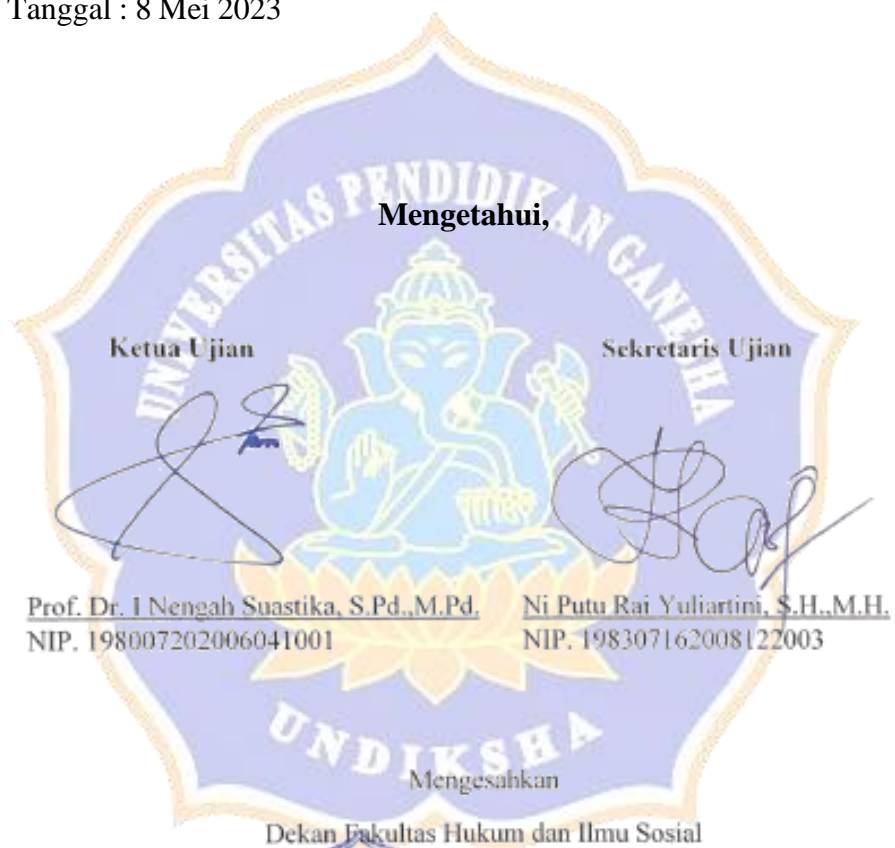 Tanggal : 8 Mei 2023
UNIVERSITAS PENDIDIKAN GANESHA
Mengetahui,
Ketua Ujian
Sekretaris Ujian
Prof. Dr. I Nengah Suastika, S.Pd.,M.Pd.
NIP. 198007202006041001
Ni Putu Rai Yuliartini, S.H.,M.H.
NIP. 198307162008122003
UNDIKSHA
Mengesahkan
Dekan Fakultas Hukum dan Ilmu Sosial